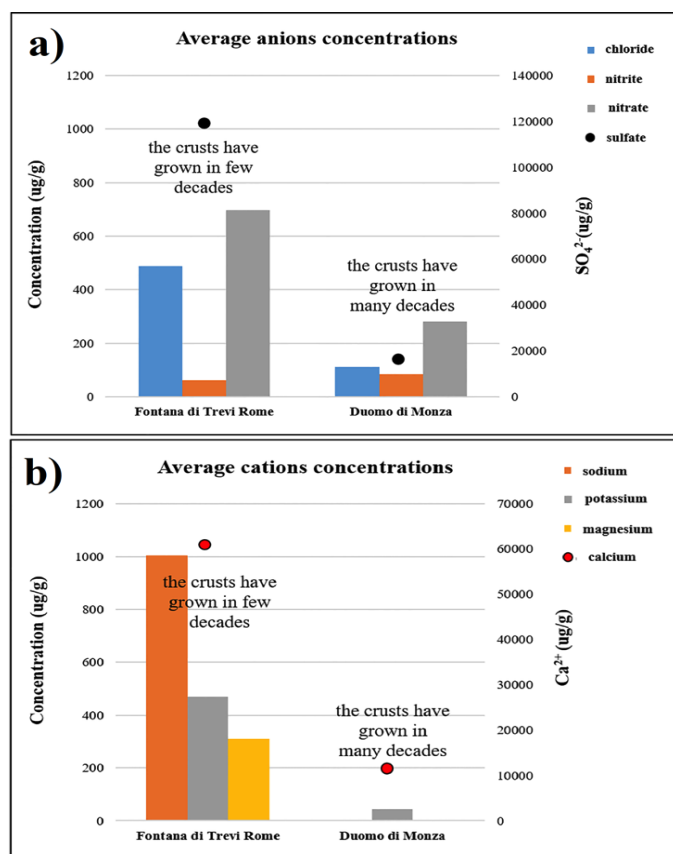 a)
Average anions concentrations
chloride
nitrite
nitrate
sulfate
1200
1000
800
600
400
200
0
Concentration (ug/g)
140000
120000
100000
80000
60000
40000
20000
0
SO₄²⁻(ug/g)
the crusts have
grown in few
decades
the crusts have
grown in
many decades
Fontana di Trevi Rome
Duomo di Monza
b)
Average cations concentrations
sodium
potassium
magnesium
calcium
1200
1000
800
600
400
200
0
Concentration (ug/g)
70000
60000
50000
40000
30000
20000
10000
0
Ca²⁺(ug/g)
the crusts have
grown in few
decades
the crusts have
grown in
many decades
Fontana di Trevi Rome
Duomo di Monza